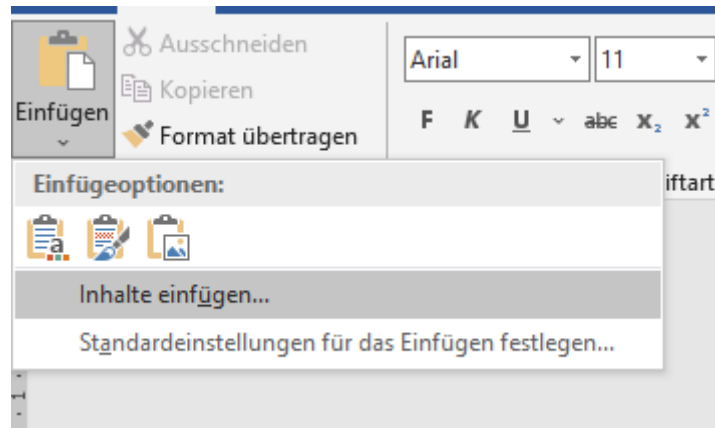 Ausschneiden
Kopieren
Einfügen
Format übertragen
Arial 11
F K U abc X₂ X²
iftart
Einfügeoptionen:
Inhalte einfügen...
Standardeinstellungen für das Einfügen festlegen...
1